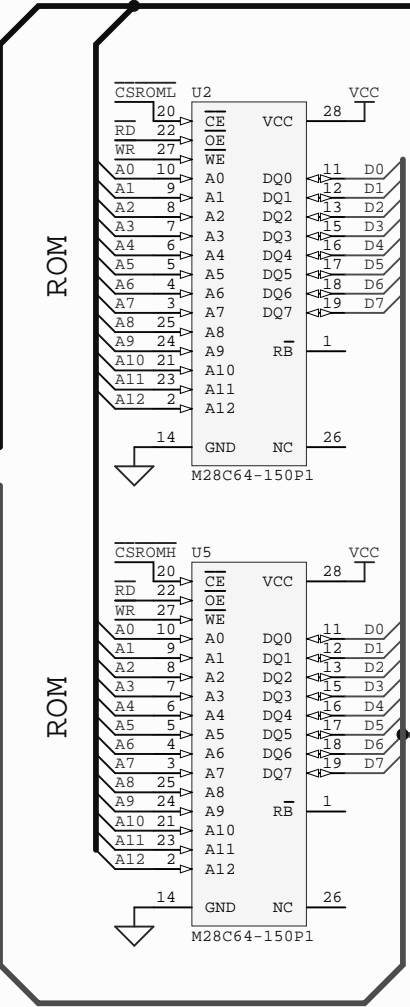 CSROML U2 VCC
20 CE VCC 28
RD 22 OE
WR 27 WE
A0 10 A0 DQ0 11 D0
A1 9 A1 DQ1 12 D1
A2 8 A2 DQ2 13 D2
A3 7 A3 DQ3 15 D3
A4 6 A4 DQ4 16 D4
A5 5 A5 DQ5 17 D5
A6 4 A6 DQ6 18 D6
A7 3 A7 DQ7 19 D7
A8 25 A8
A9 24 A9 RB 1
A10 21 A10
A11 23 A11
A12 2 A12
14 GND NC 26
M28C64-150P1
ROM
CSROMH U5 VCC
20 CE VCC 28
RD 22 OE
WR 27 WE
A0 10 A0 DQ0 11 D0
A1 9 A1 DQ1 12 D1
A2 8 A2 DQ2 13 D2
A3 7 A3 DQ3 15 D3
A4 6 A4 DQ4 16 D4
A5 5 A5 DQ5 17 D5
A6 4 A6 DQ6 18 D6
A7 3 A7 DQ7 19 D7
A8 25 A8
A9 24 A9 RB 1
A10 21 A10
A11 23 A11
A12 2 A12
14 GND NC 26
M28C64-150P1
ROM